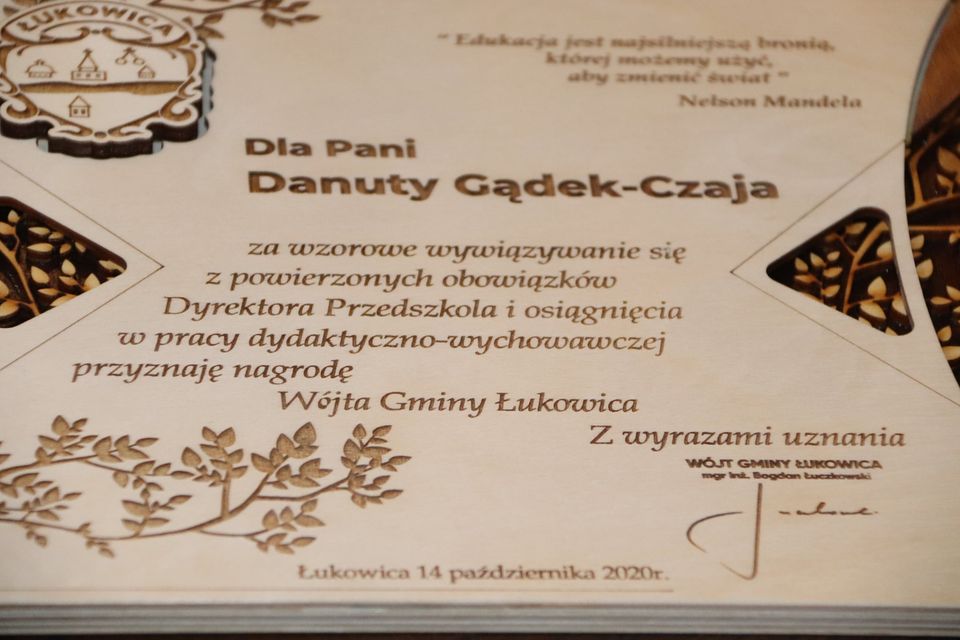 ŁUKOWICA
“ Edukacja jest najsilniejszą bronią,
której możemy użyć,
aby zmienić świat ”
Nelson Mandela
Dla Pani
Danuty Gądek-Czaja
za wzorowe wywiązywanie się
z powierzonych obowiązków
Dyrektora Przedszkola i osiągnięcia
w pracy dydaktyczno-wychowawczej
przyznaję nagrodę
Wójta Gminy Łukowica
Z wyrazami uznania
WÓJT GMINY ŁUKOWICA
mgr inż. Bogdan Łuczkowski
Łukowica 14 października 2020r.